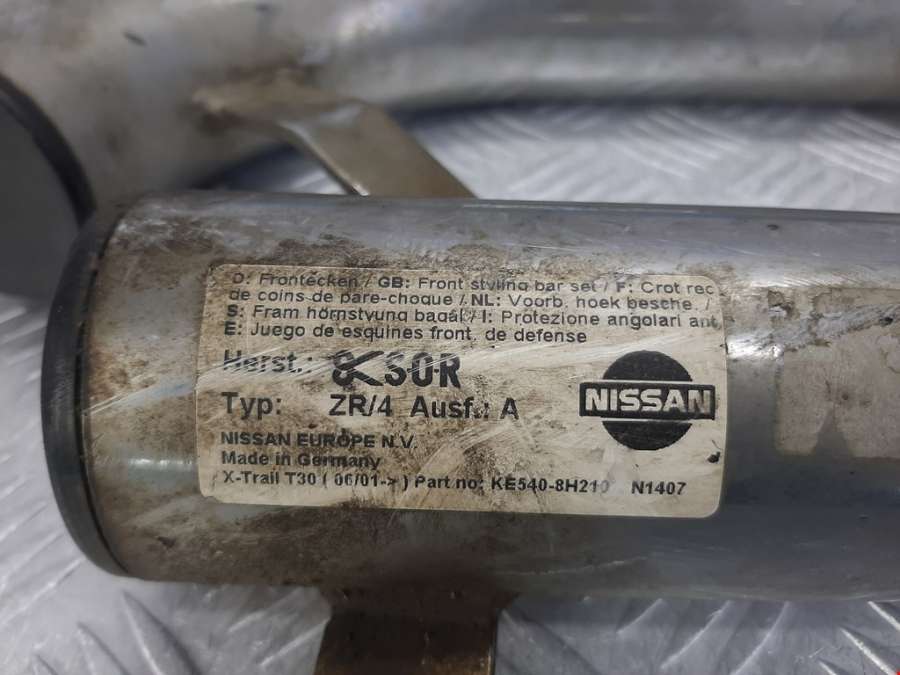 D: Frontecken / GB: Front styling bar set / F: Crot rec
de coins de pare-choque / NL: Voorb. hoek besche. /
S: Fram hörnstyung bagål / I: Protezione angolari ant.
E: Juego de esquines front. de defense
Herst.:
Typ: ZR/4 Ausf.: A
NISSAN
NISSAN EUROPE N.V.
Made in Germany
X-Trail T30 ( 06/01-> ) Part no: KE540-8H210 N1407